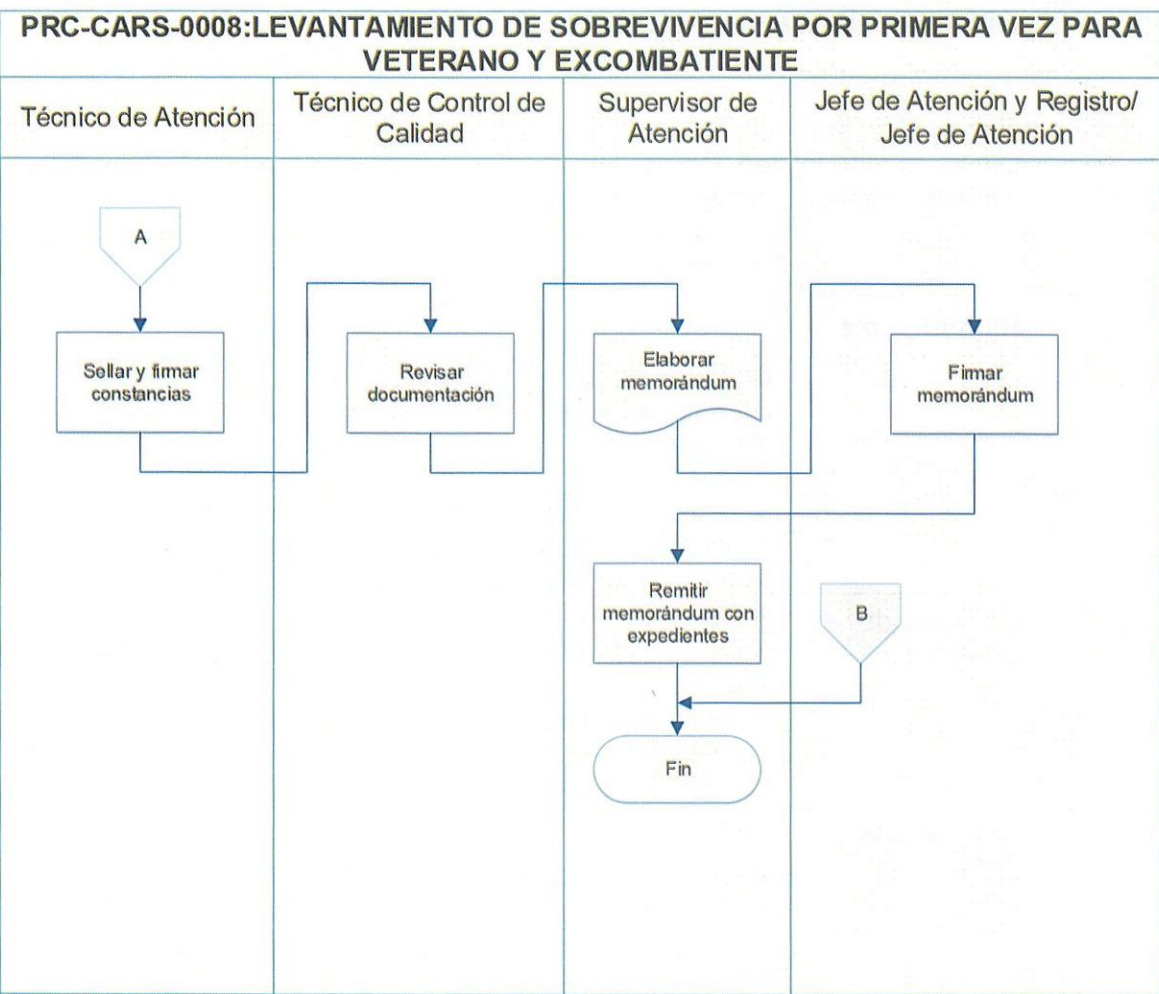 PRC-CARS-0008:LEVANTAMIENTO DE SOBREVIVENCIA POR PRIMERA VEZ PARA
VETERANO Y EXCOMBATIENTE
Técnico de Atención
Técnico de Control de
Calidad
Supervisor de
Atención
Jefe de Atención y Registro/
Jefe de Atención
A
Sellar y firmar
constancias
Revisar
documentación
Elaborar
memorándum
Firmar
memorándum
Remitir
memorándum con
expedientes
B
Fin